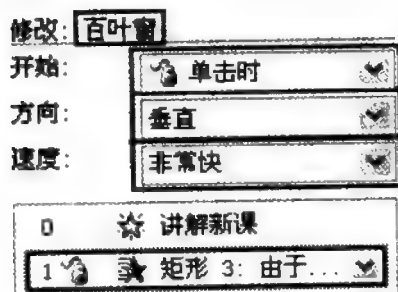 修改: 百叶窗
开始: 单击时
方向: 垂直
速度: 非常快
0 讲解新课
1 矩形 3: 由于...